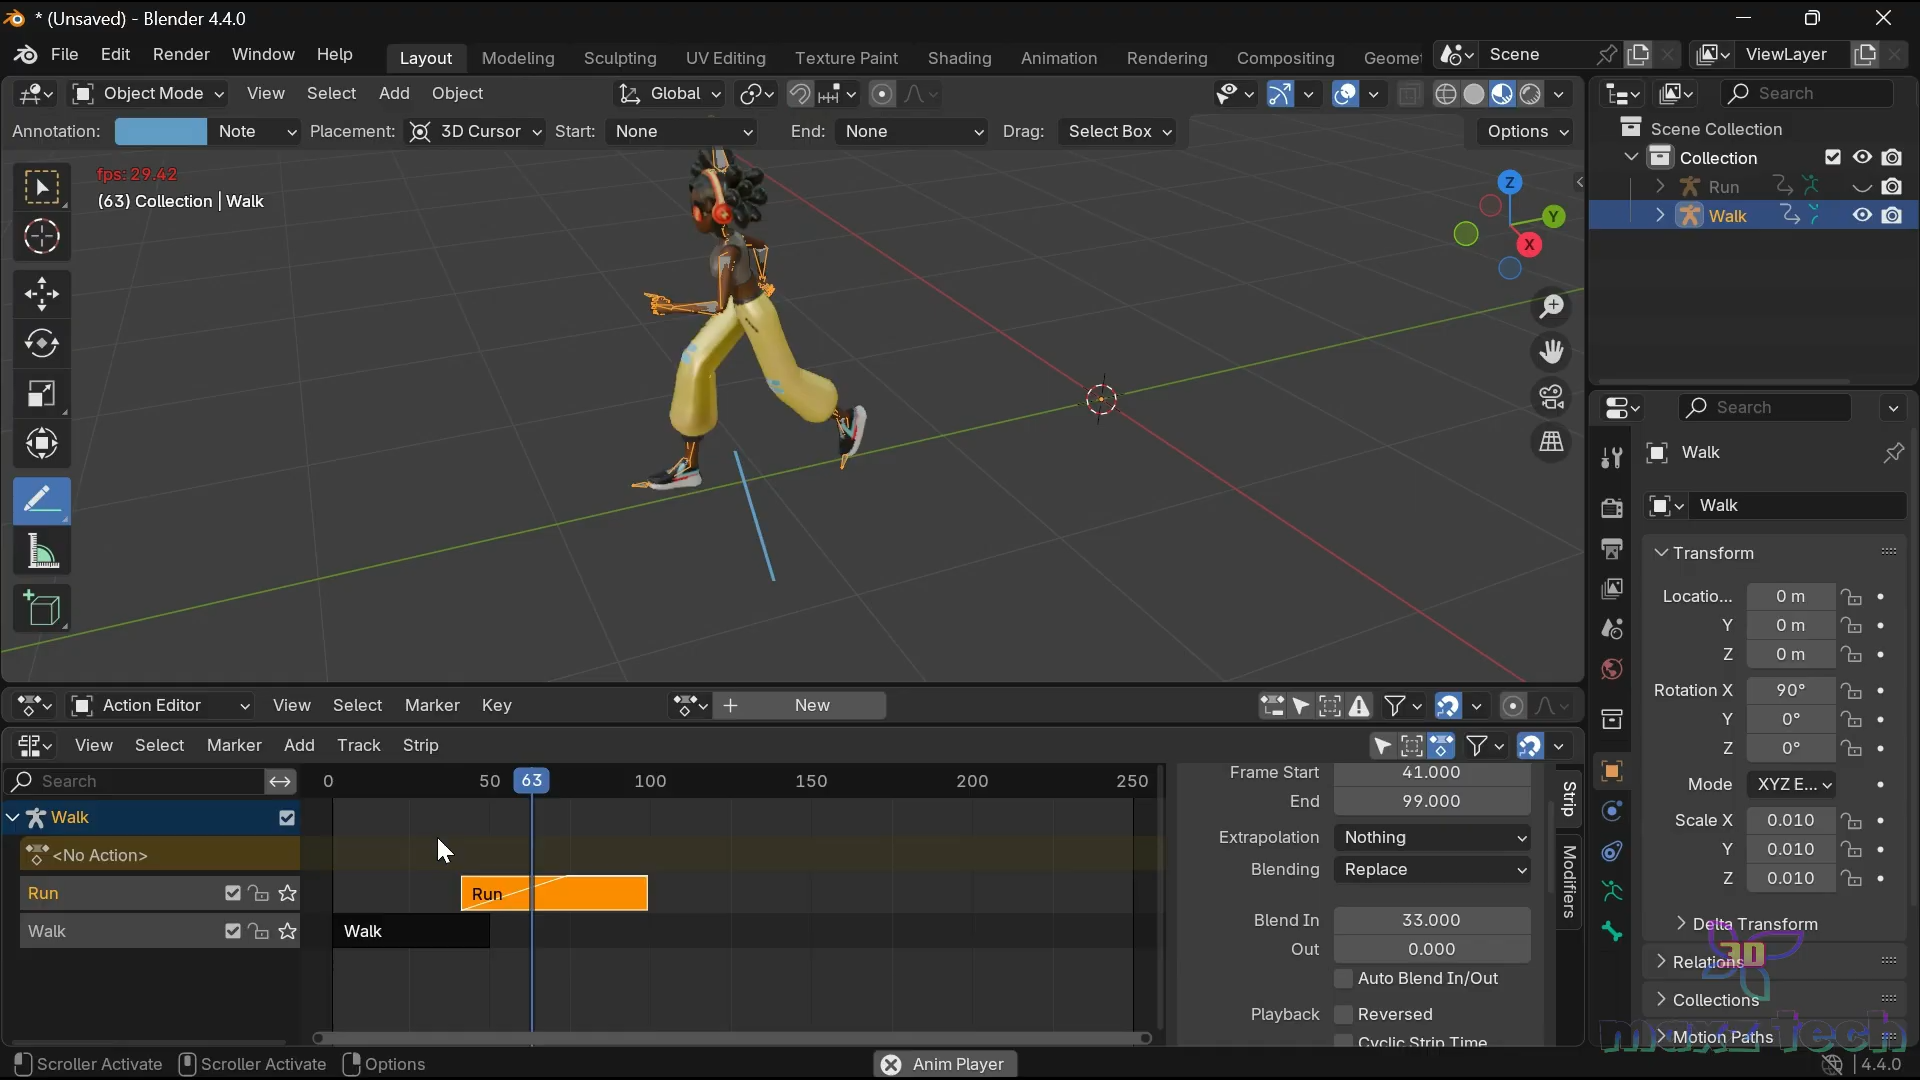 * (Unsaved) - Blender 4.4.0
File Edit Render Window Help Layout Modeling Sculpting UV Editing Texture Paint Shading Animation Rendering Compositing Geomet Scene ViewLayer
Object Mode View Select Add Object Global Search
Annotation: Note Placement: 3D Cursor Start: None End: None Drag: Select Box Options
Scene Collection
Collection
Run
Walk
fps: 29.42
(63) Collection | Walk
Z
Y
X
Search
Walk
Walk
Transform
Locatio... 0 m
Y 0 m
Z 0 m
Rotation X 90°
Y 0°
Z 0°
Mode XYZ E...
Scale X 0.010
Y 0.010
Z 0.010
Delta Transform
Relations
Collections
Motion Paths
3D
muxz tech
Action Editor View Select Marker Key New
View Select Marker Add Track Strip
Search 0 50 63 100 150 200 250
Walk
<No Action>
Run Run
Walk Walk
Frame Start 41.000
End 99.000
Extrapolation Nothing
Blending Replace
Blend In 33.000
Out 0.000
Auto Blend In/Out
Playback Reversed
Cyclic Strip Time
Strip
Modifiers
Scroller Activate Scroller Activate Options Anim Player 4.4.0